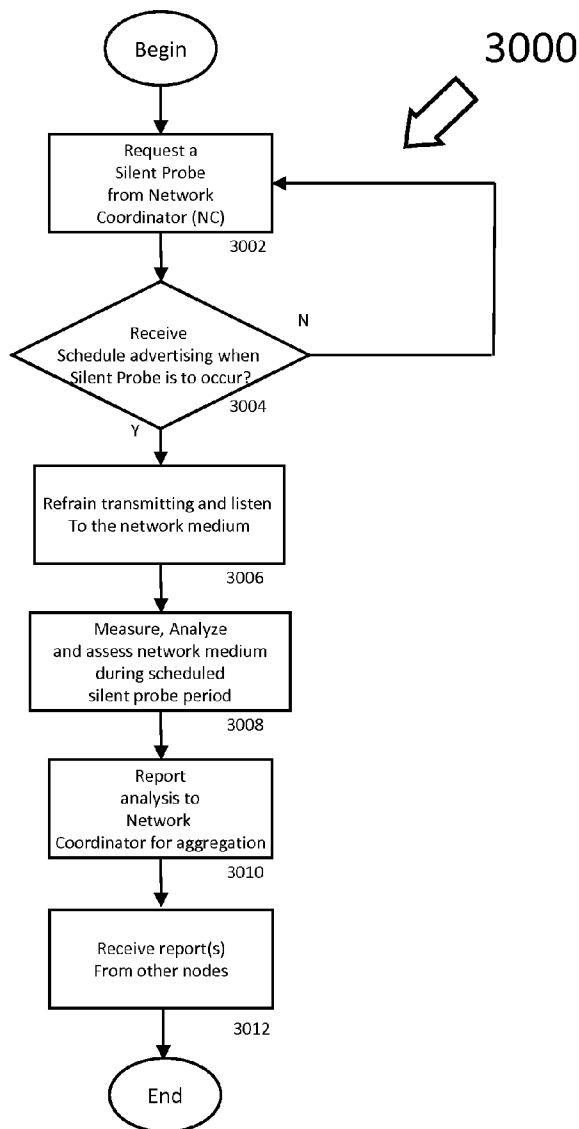 Begin
3000
Request a
Silent Probe
from Network
Coordinator (NC)
3002
N
Receive
Schedule advertising when
Silent Probe is to occur?
3004
Y
Refrain transmitting and listen
To the network medium
3006
Measure, Analyze
and assess network medium
during scheduled
silent probe period
3008
Report
analysis to
Network
Coordinator for aggregation
3010
Receive report(s)
From other nodes
3012
End